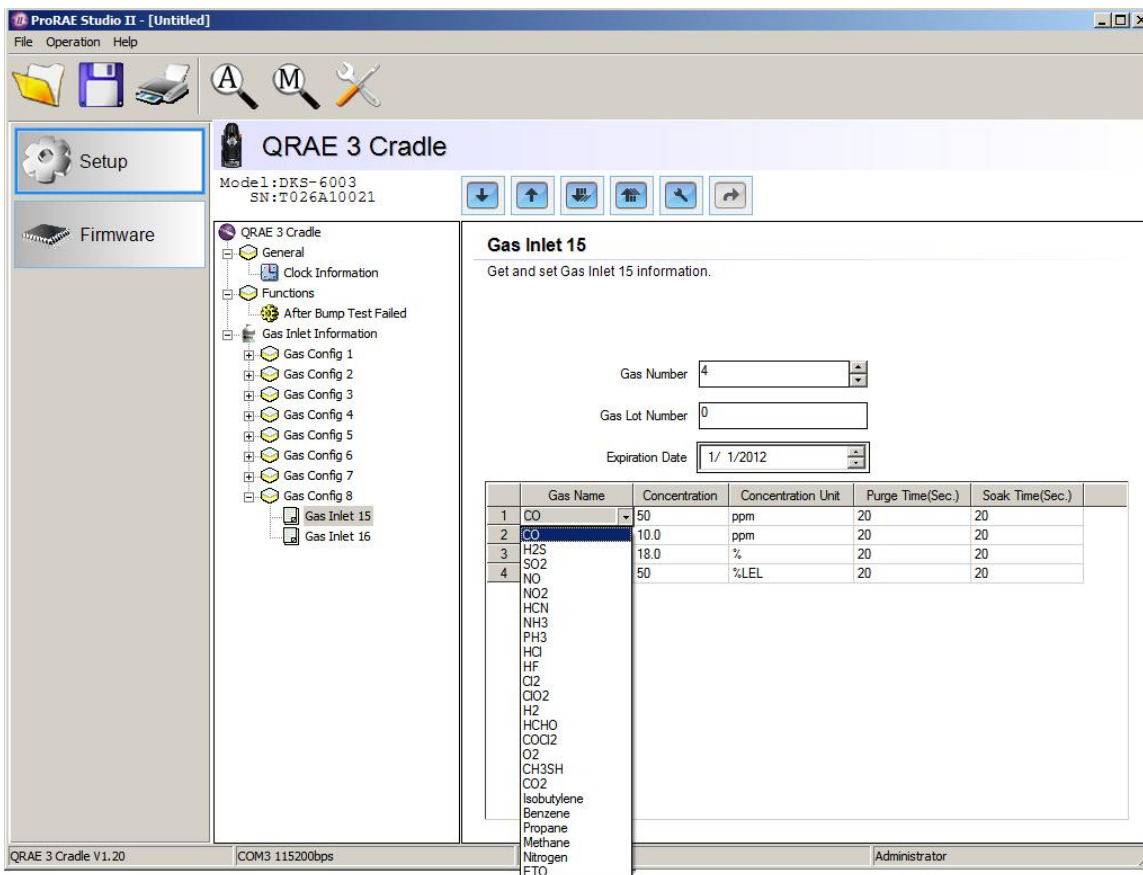 ProRAE Studio II - [Untitled]
File Operation Help
A M
Setup
Firmware
QRAE 3 Cradle
Model:DKS-6003
SN:T026A10021
QRAE 3 Cradle
General
Clock Information
Functions
After Bump Test Failed
Gas Inlet Information
Gas Config 1
Gas Config 2
Gas Config 3
Gas Config 4
Gas Config 5
Gas Config 6
Gas Config 7
Gas Config 8
Gas Inlet 15
Gas Inlet 16
Gas Inlet 15
Get and set Gas Inlet 15 information.
Gas Number 4
Gas Lot Number 0
Expiration Date 1/ 1/2012
Gas Name Concentration Concentration Unit Purge Time(Sec.) Soak Time(Sec.)
1 CO 50 ppm 20 20
2 10.0 ppm 20 20
3 18.0 % 20 20
4 50 %LEL 20 20
CO
H2S
SO2
NO
NO2
HCN
NH3
PH3
HCl
HF
Cl2
ClO2
H2
HCHO
COCl2
O2
CH3SH
CO2
Isobutylene
Benzene
Propane
Methane
Nitrogen
ETO
QRAE 3 Cradle V1.20 COM3 115200bps Administrator